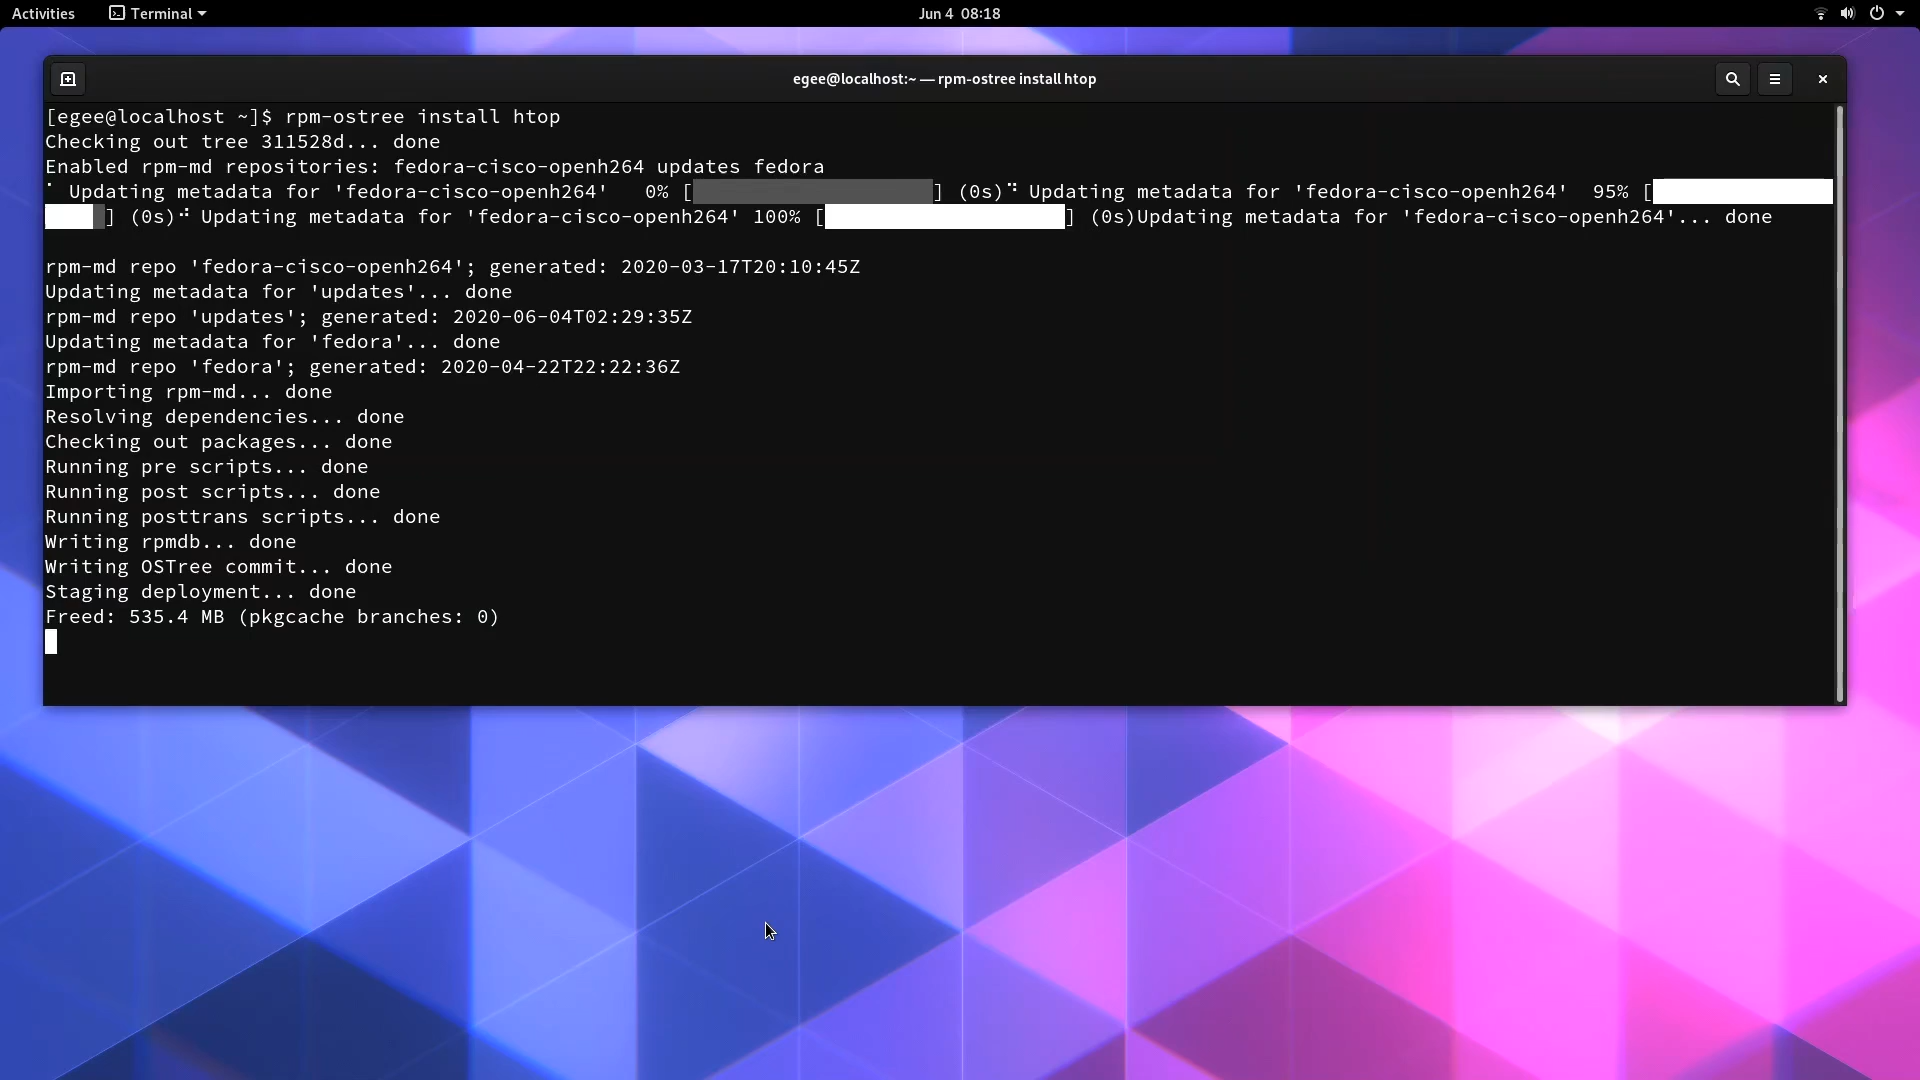 Activities Terminal Jun 4 08:18
egee@localhost:~ — rpm-ostree install htop
[egee@localhost ~]$ rpm-ostree install htop
Checking out tree 311528d... done
Enabled rpm-md repositories: fedora-cisco-openh264 updates fedora
⠁ Updating metadata for 'fedora-cisco-openh264'   0% [                    ] (0s)⠙ Updating metadata for 'fedora-cisco-openh264'  95% [
] (0s)⠚ Updating metadata for 'fedora-cisco-openh264' 100% [                    ] (0s)Updating metadata for 'fedora-cisco-openh264'... done
rpm-md repo 'fedora-cisco-openh264'; generated: 2020-03-17T20:10:45Z
Updating metadata for 'updates'... done
rpm-md repo 'updates'; generated: 2020-06-04T02:29:35Z
Updating metadata for 'fedora'... done
rpm-md repo 'fedora'; generated: 2020-04-22T22:22:36Z
Importing rpm-md... done
Resolving dependencies... done
Checking out packages... done
Running pre scripts... done
Running post scripts... done
Running posttrans scripts... done
Writing rpmdb... done
Writing OSTree commit... done
Staging deployment... done
Freed: 535.4 MB (pkgcache branches: 0)